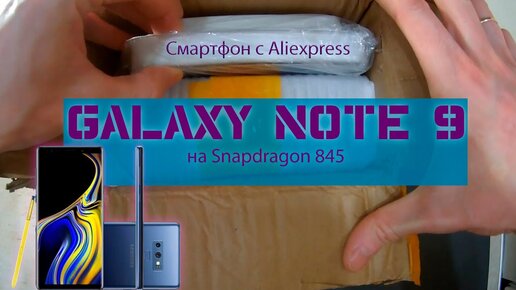 Смартфон с Aliexpress
GALAXY NOTE 9
на Snapdragon 845